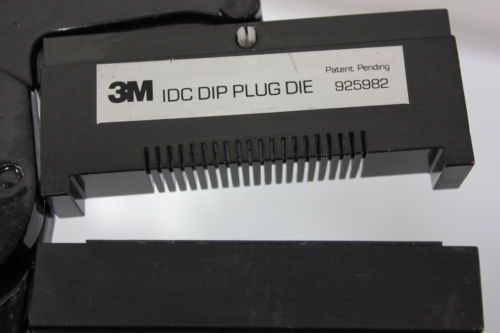 3M IDC DIP PLUG DIE
Patent Pending
925982